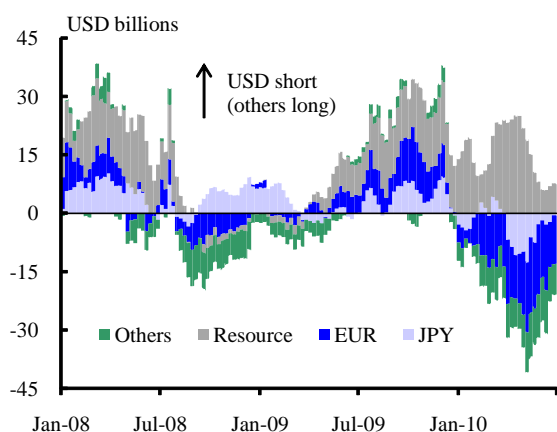 USD billions
45
30
15
0
-15
-30
-45
USD short
(others long)
Others Resource EUR JPY
Jan-08 Jul-08 Jan-09 Jul-09 Jan-10